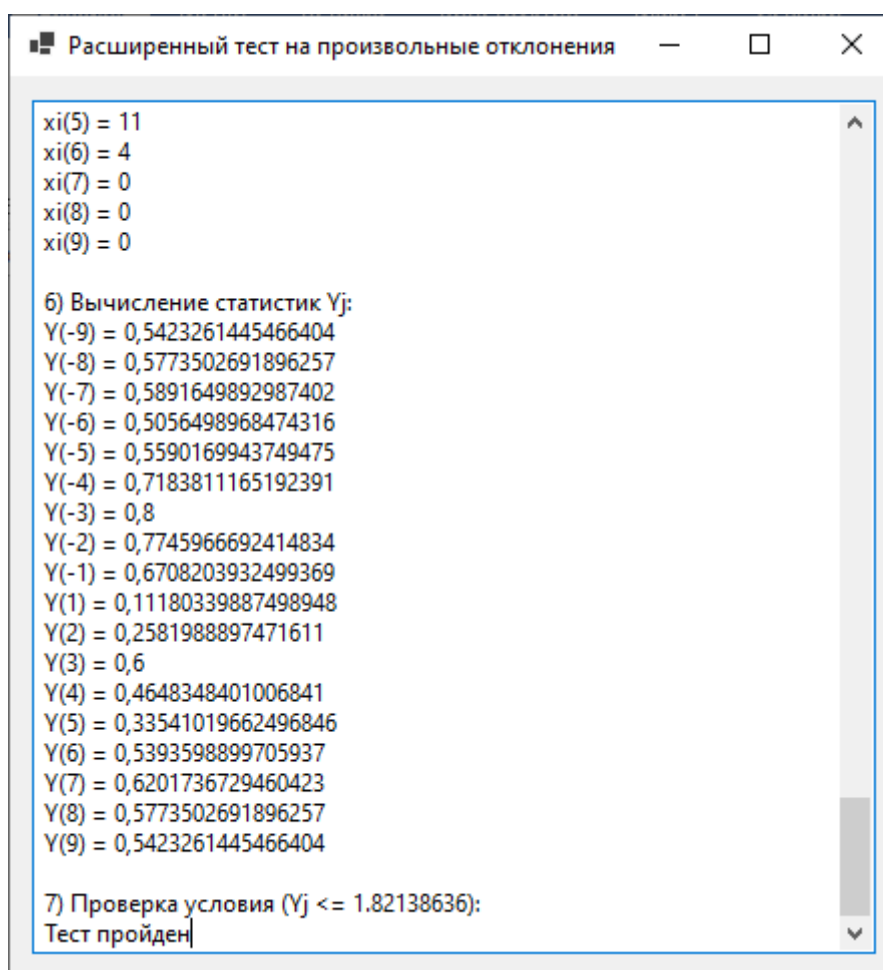 Расширенный тест на произвольные отклонения
xi(5) = 11
xi(6) = 4
xi(7) = 0
xi(8) = 0
xi(9) = 0
6) Вычисление статистик Yj:
Y(-9) = 0,5423261445466404
Y(-8) = 0,5773502691896257
Y(-7) = 0,5891649892987402
Y(-6) = 0,5056498968474316
Y(-5) = 0,5590169943749475
Y(-4) = 0,7183811165192391
Y(-3) = 0,8
Y(-2) = 0,7745966692414834
Y(-1) = 0,6708203932499369
Y(1) = 0,11180339887498948
Y(2) = 0,2581988897471611
Y(3) = 0,6
Y(4) = 0,4648348401006841
Y(5) = 0,33541019662496846
Y(6) = 0,5393598899705937
Y(7) = 0,6201736729460423
Y(8) = 0,5773502691896257
Y(9) = 0,5423261445466404
7) Проверка условия (Yj <= 1.82138636):
Тест пройден